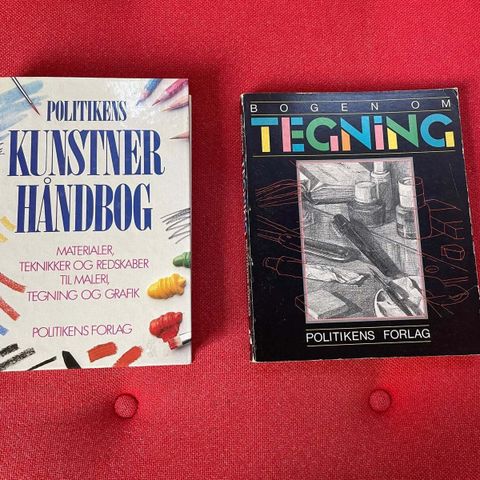 POLITIKENS
KUNSTNER
HÅNDBOG
MATERIALER,
TEKNIKKER OG REDSKABER
TIL MALERI,
TEGNING OG GRAFIK
POLITIKENS FORLAG
BOGEN OM
TEGNING
POLITIKENS FORLAG